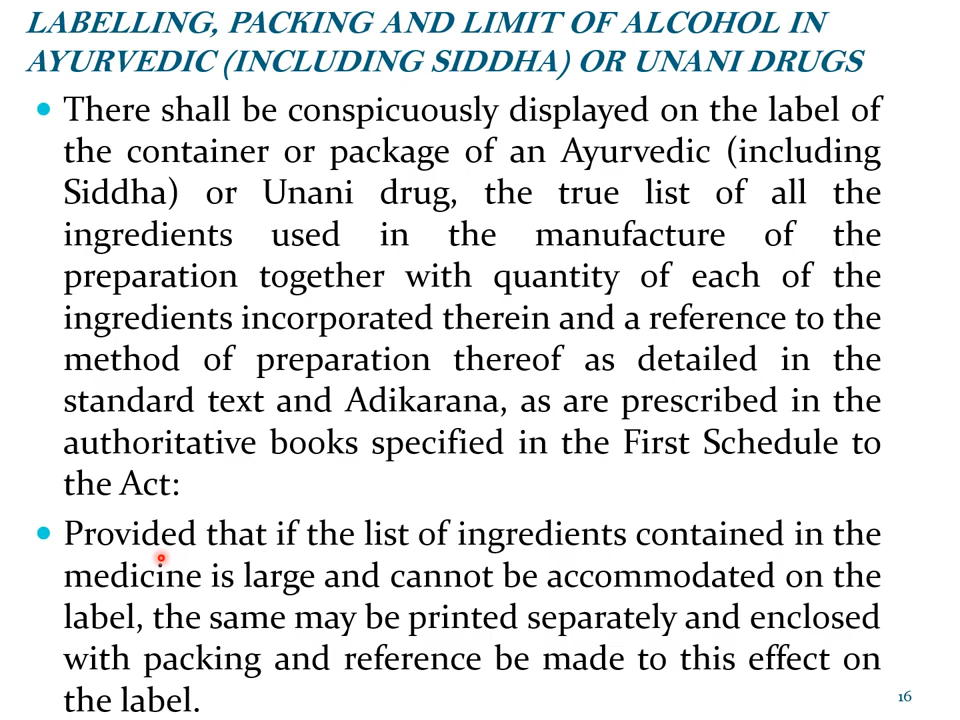 LABELLING, PACKING AND LIMIT OF ALCOHOL IN
AYURVEDIC (INCLUDING SIDDHA) OR UNANI DRUGS
• There shall be conspicuously displayed on the label of
the container or package of an Ayurvedic (including
Siddha) or Unani drug, the true list of all the
ingredients used in the manufacture of the
preparation together with quantity of each of the
ingredients incorporated therein and a reference to the
method of preparation thereof as detailed in the
standard text and Adikarana, as are prescribed in the
authoritative books specified in the First Schedule to
the Act:
• Provided that if the list of ingredients contained in the
medicine is large and cannot be accommodated on the
label, the same may be printed separately and enclosed
with packing and reference be made to this effect on
the label.
16